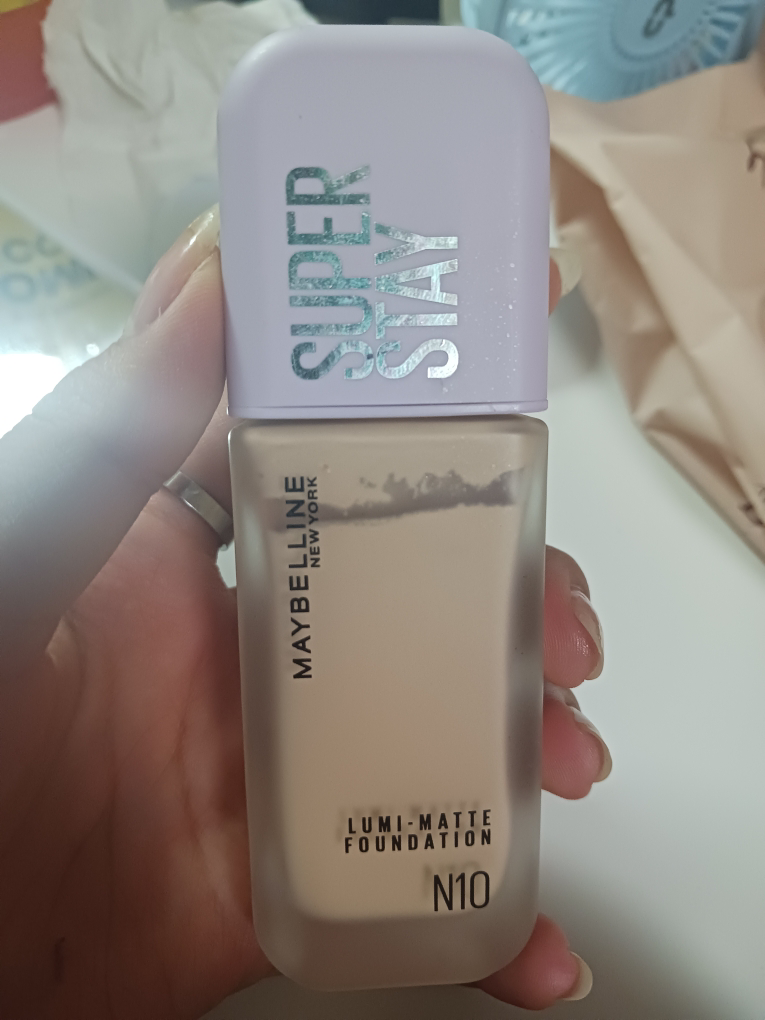 SUPER
STAY
MAYBELLINE
NEW YORK
LUMI-MATTE
FOUNDATION
N10